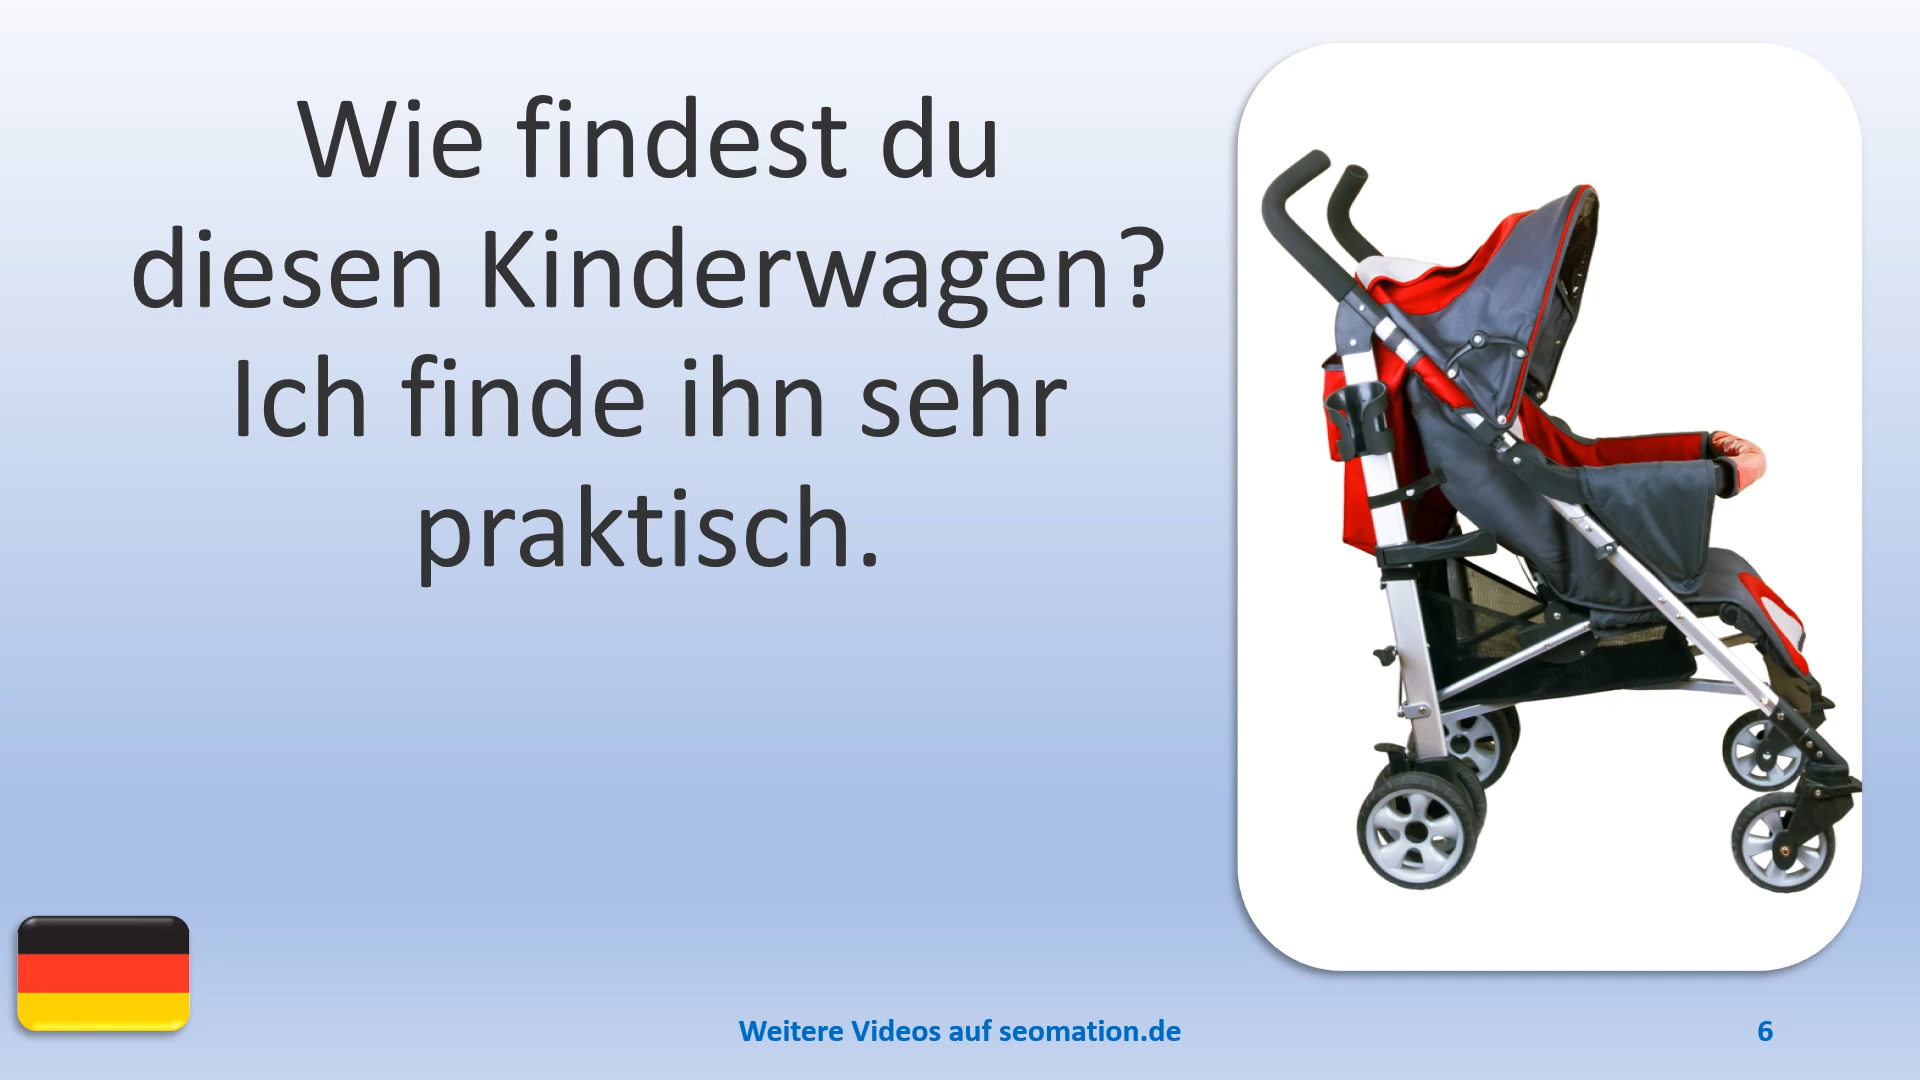 Wie findest du
diesen Kinderwagen?
Ich finde ihn sehr
praktisch.
Weitere Videos auf seomation.de
6